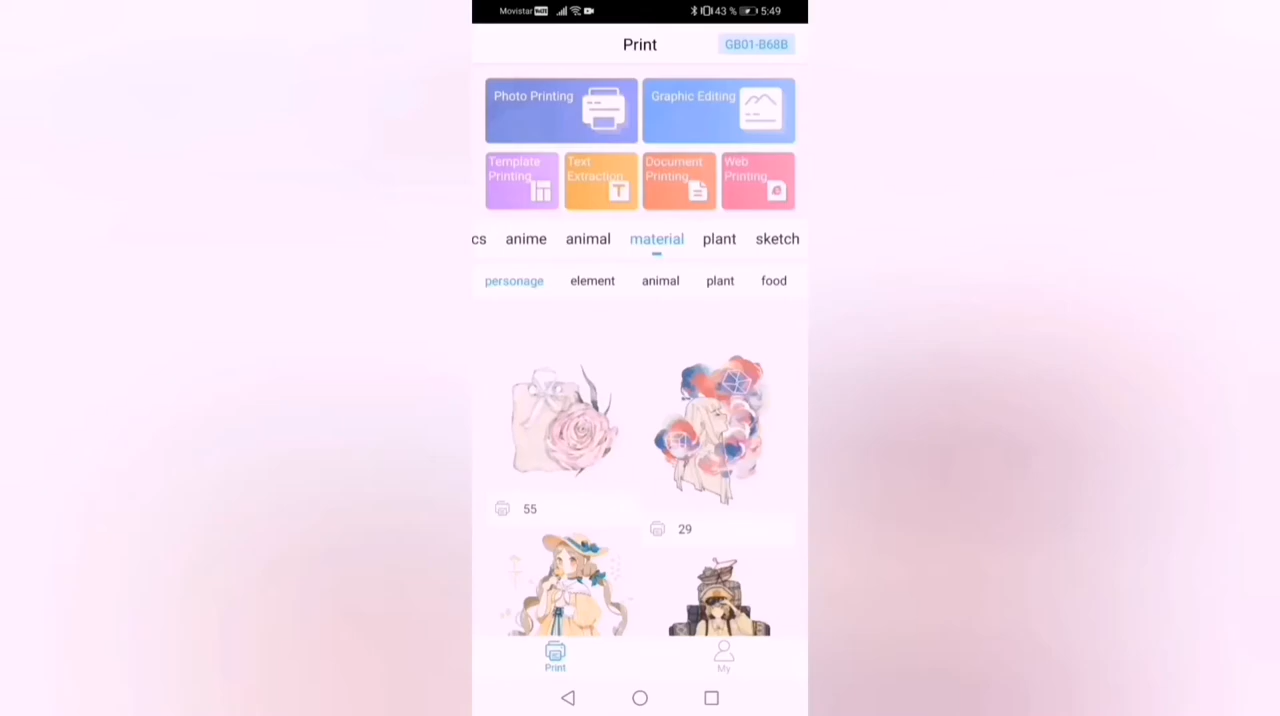 Movistar VoLTE 43 % 5:49
Print GB01-B68B
Photo Printing Graphic Editing
Template Text Document Web
Printing Extraction Printing Printing
cs anime animal material plant sketch
personage element animal plant food
55
29
Print My